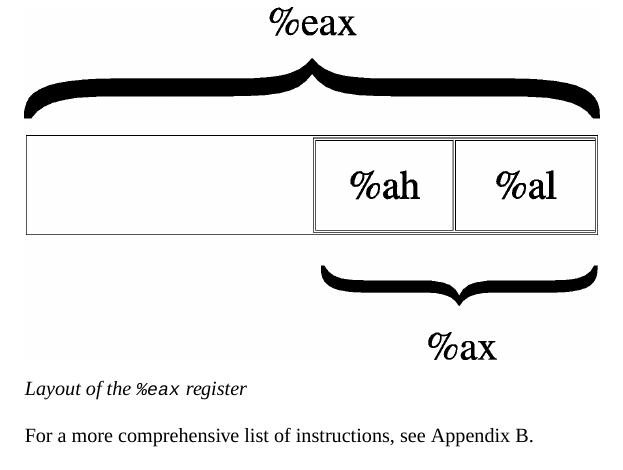 %eax
%ah %al
%ax
Layout of the %eax register
For a more comprehensive list of instructions, see Appendix B.